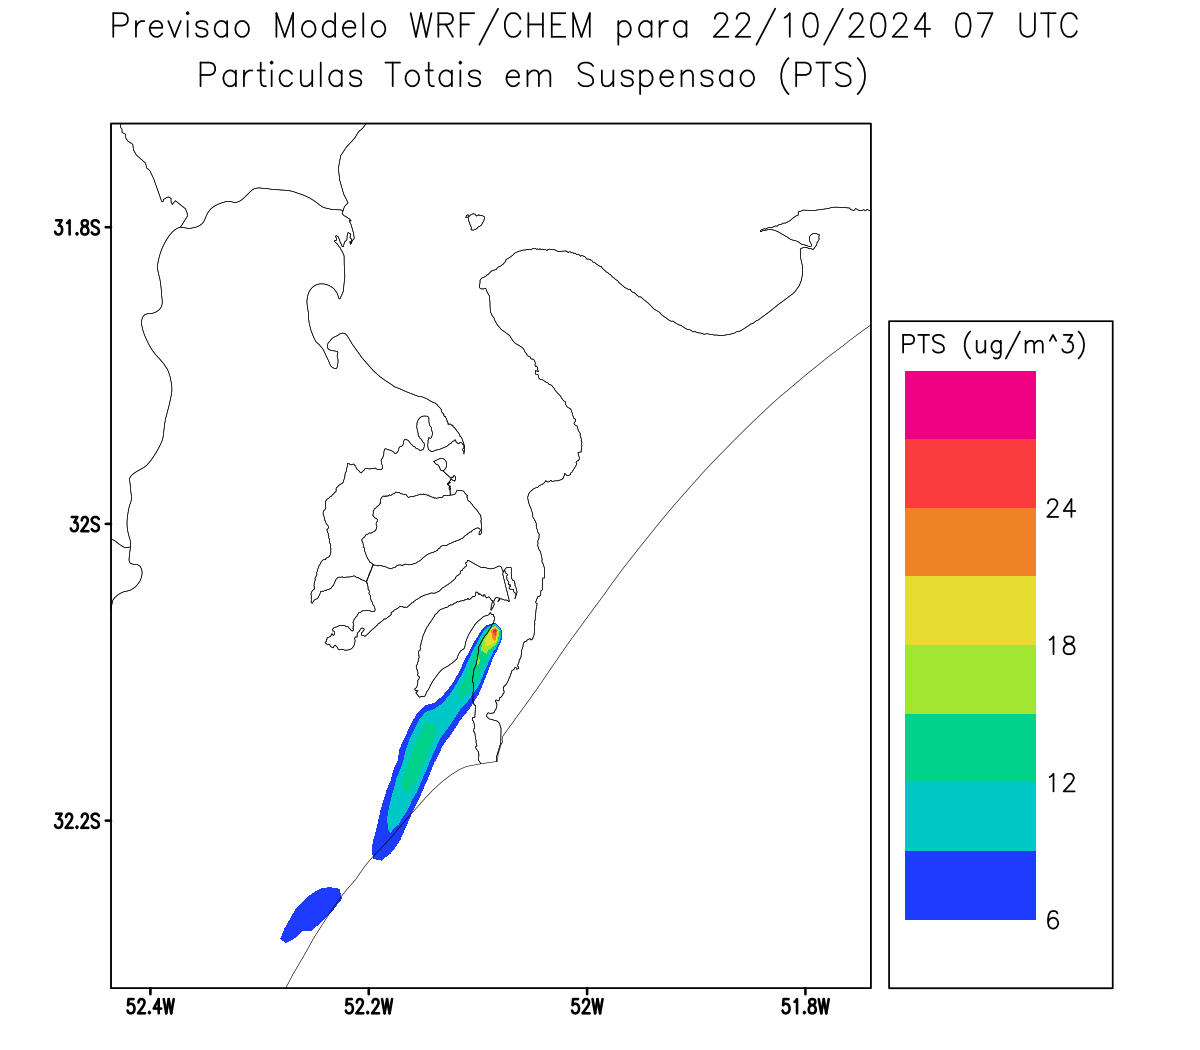 Previsao Modelo WRF/CHEM para 22/10/2024 07 UTC
Particulas Totais em Suspensao (PTS)
31.8S
32S
32.2S
52.4W
52.2W
52W
51.8W
PTS (ug/m^3)
24
18
12
6